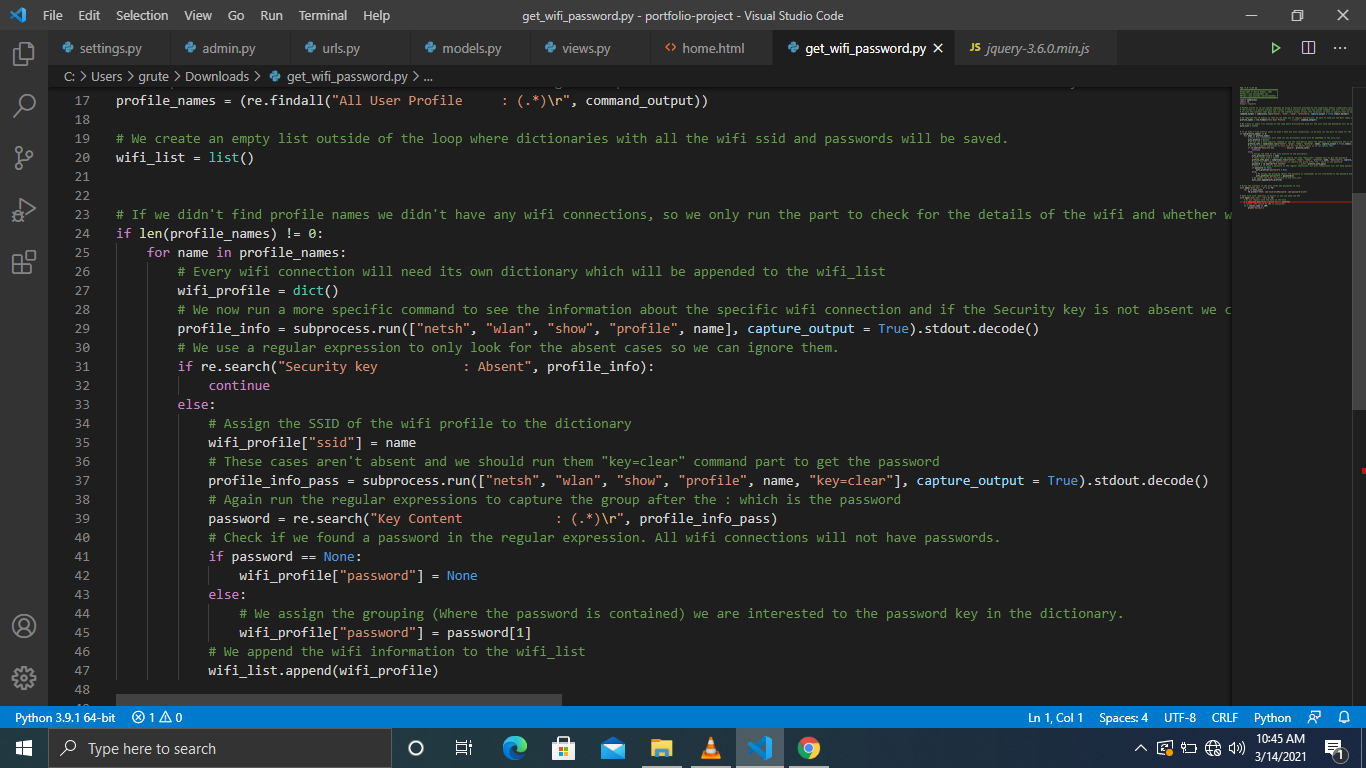 File Edit Selection View Go Run Terminal Help get_wifi_password.py - portfolio-project - Visual Studio Code
settings.py admin.py urls.py models.py views.py <> home.html get_wifi_password.py JS jquery-3.6.0.min.js
C: > Users > grute > Downloads > get_wifi_password.py > ...
17 profile_names = (re.findall("All User Profile     : (.*)\r", command_output))
18
19 # We create an empty list outside of the loop where dictionaries with all the wifi ssid and passwords will be saved.
20 wifi_list = list()
21
22
23 # If we didn't find profile names we didn't have any wifi connections, so we only run the part to check for the details of the wifi and whether w
24 if len(profile_names) != 0:
25     for name in profile_names:
26         # Every wifi connection will need its own dictionary which will be appended to the wifi_list
27         wifi_profile = dict()
28         # We now run a more specific command to see the information about the specific wifi connection and if the Security key is not absent we c
29         profile_info = subprocess.run(["netsh", "wlan", "show", "profile", name], capture_output = True).stdout.decode()
30         # We use a regular expression to only look for the absent cases so we can ignore them.
31         if re.search("Security key           : Absent", profile_info):
32             continue
33         else:
34             # Assign the SSID of the wifi profile to the dictionary
35             wifi_profile["ssid"] = name
36             # These cases aren't absent and we should run them "key=clear" command part to get the password
37             profile_info_pass = subprocess.run(["netsh", "wlan", "show", "profile", name, "key=clear"], capture_output = True).stdout.decode()
38             # Again run the regular expressions to capture the group after the : which is the password
39             password = re.search("Key Content            : (.*)\r", profile_info_pass)
40             # Check if we found a password in the regular expression. All wifi connections will not have passwords.
41             if password == None:
42                 wifi_profile["password"] = None
43             else:
44                 # We assign the grouping (Where the password is contained) we are interested to the password key in the dictionary.
45                 wifi_profile["password"] = password[1]
46             # We append the wifi information to the wifi_list
47             wifi_list.append(wifi_profile)
48
Python 3.9.1 64-bit 1 0 Ln 1, Col 1 Spaces: 4 UTF-8 CRLF Python
Type here to search 10:45 AM
3/14/2021 1